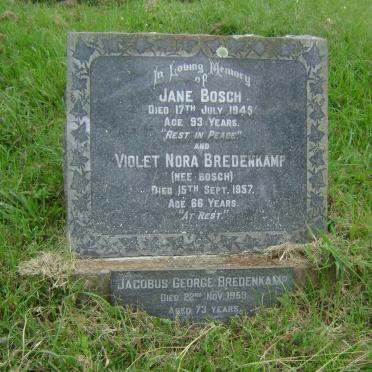 In Loving Memory
of
JANE BOSCH
DIED 17TH JULY 1945
AGE 93 YEARS.
"REST IN PEACE"
AND
VIOLET NORA BREDENKAMP
(NEE BOSCH)
DIED 15TH SEPT. 1957.
AGE 66 YEARS.
"AT REST."
JACOBUS GEORGE BREDENKAMP
DIED 22ND NOV. 1959
AGED 73 YEARS.